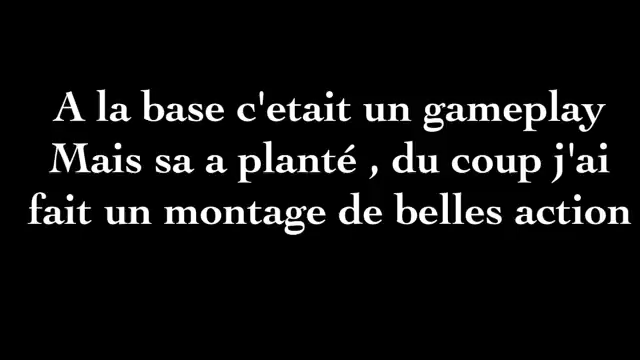 A la base c'etait un gameplay
Mais sa a planté , du coup j'ai
fait un montage de belles action